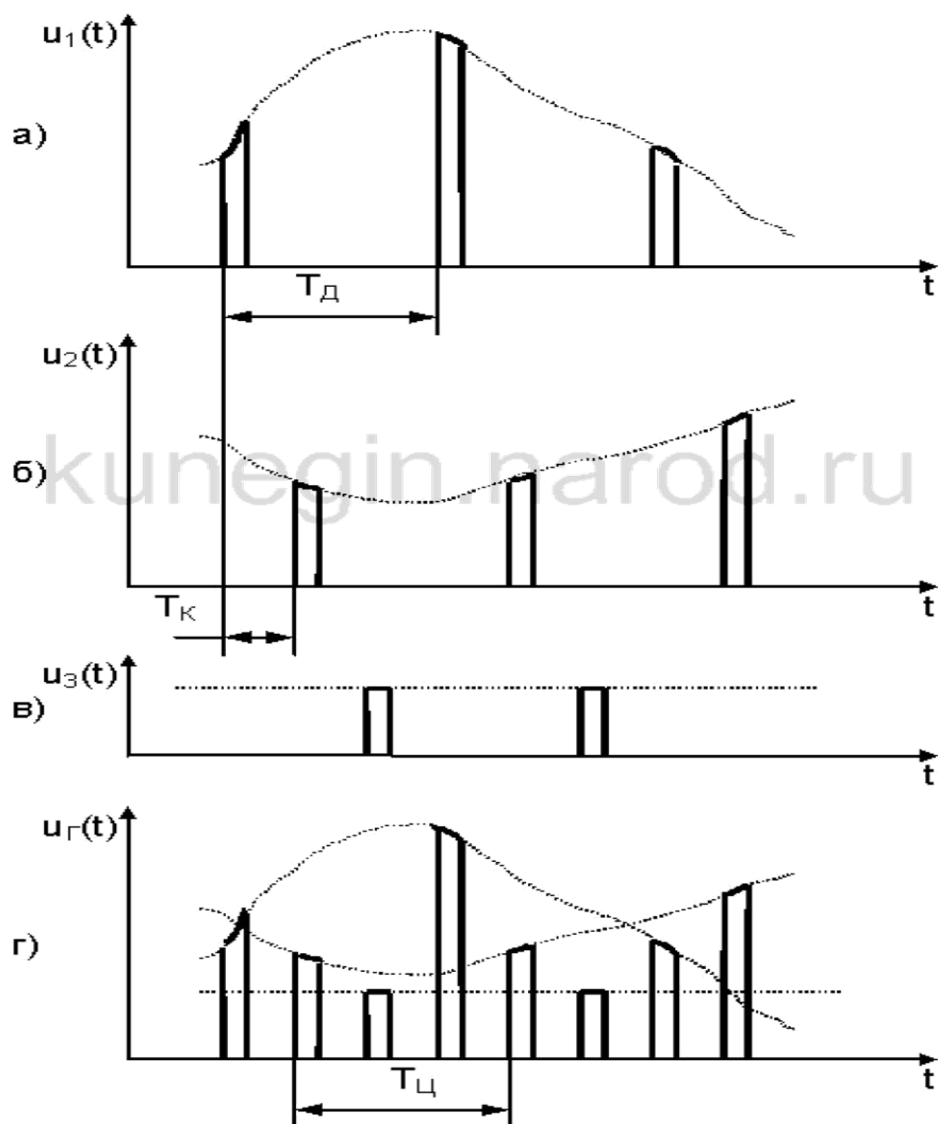 u₁(t)
а)
t
Tд
u₂(t)
kunegin.narod.ru
б)
t
Tк
u₃(t)
в)
t
uг(t)
г)
t
Tц